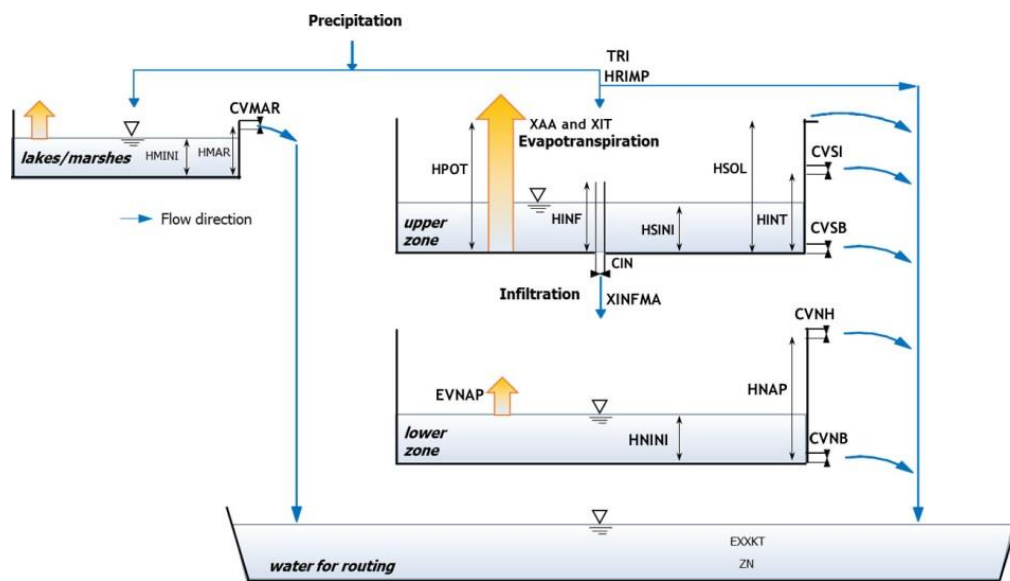 Precipitation
TRI
HRIMP
CVMAR
lakes/marshes
HMINI
HMAR
Flow direction
XAA and XIT
Evapotranspiration
HPOT
HSOL
CVSI
HINF
HSINI
HINT
upper
zone
CVSB
CIN
Infiltration
XINFMA
CVNH
EVNAP
HNAP
lower
zone
HNINI
CVNB
EXXKT
water for routing
ZN